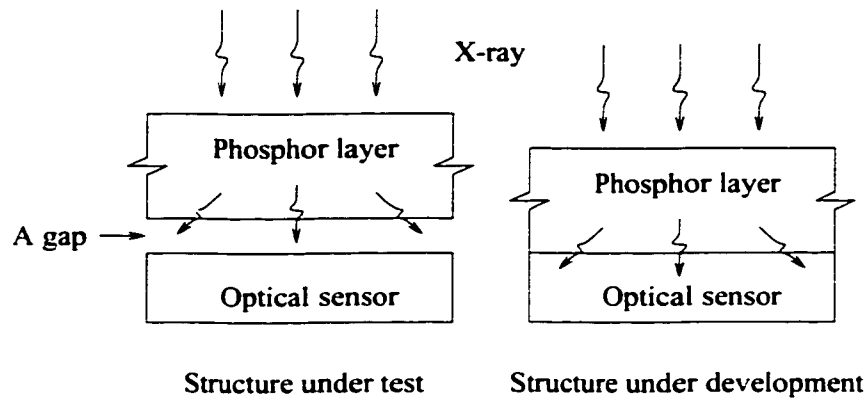 X-ray
Phosphor layer
Phosphor layer
A gap
Optical sensor
Optical sensor
Structure under test
Structure under development